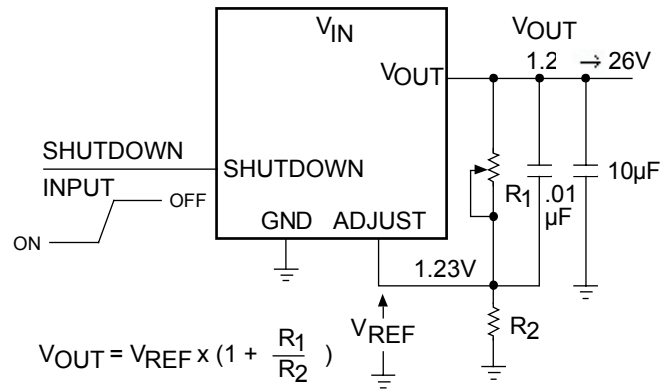 VIN
VOUT
VOUT
1.2 → 26V
SHUTDOWN
INPUT
SHUTDOWN
OFF
ON
GND
ADJUST
R1
.01
µF
10µF
1.23V
VREF
R2
VOUT = VREF x (1 + R1/R2 )